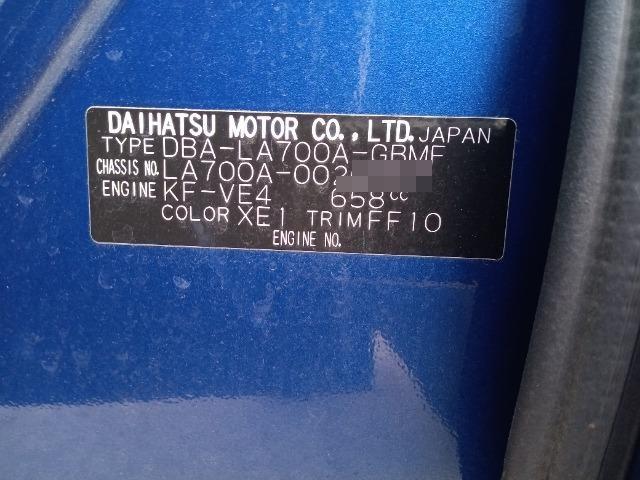 DAIHATSU MOTOR CO., LTD. JAPAN
TYPE DBA-LA700A-GBMF
CHASSIS NO. LA700A-002
ENGINE KF-VE4 658cc
COLOR XE1 TRIM FF10
ENGINE NO.